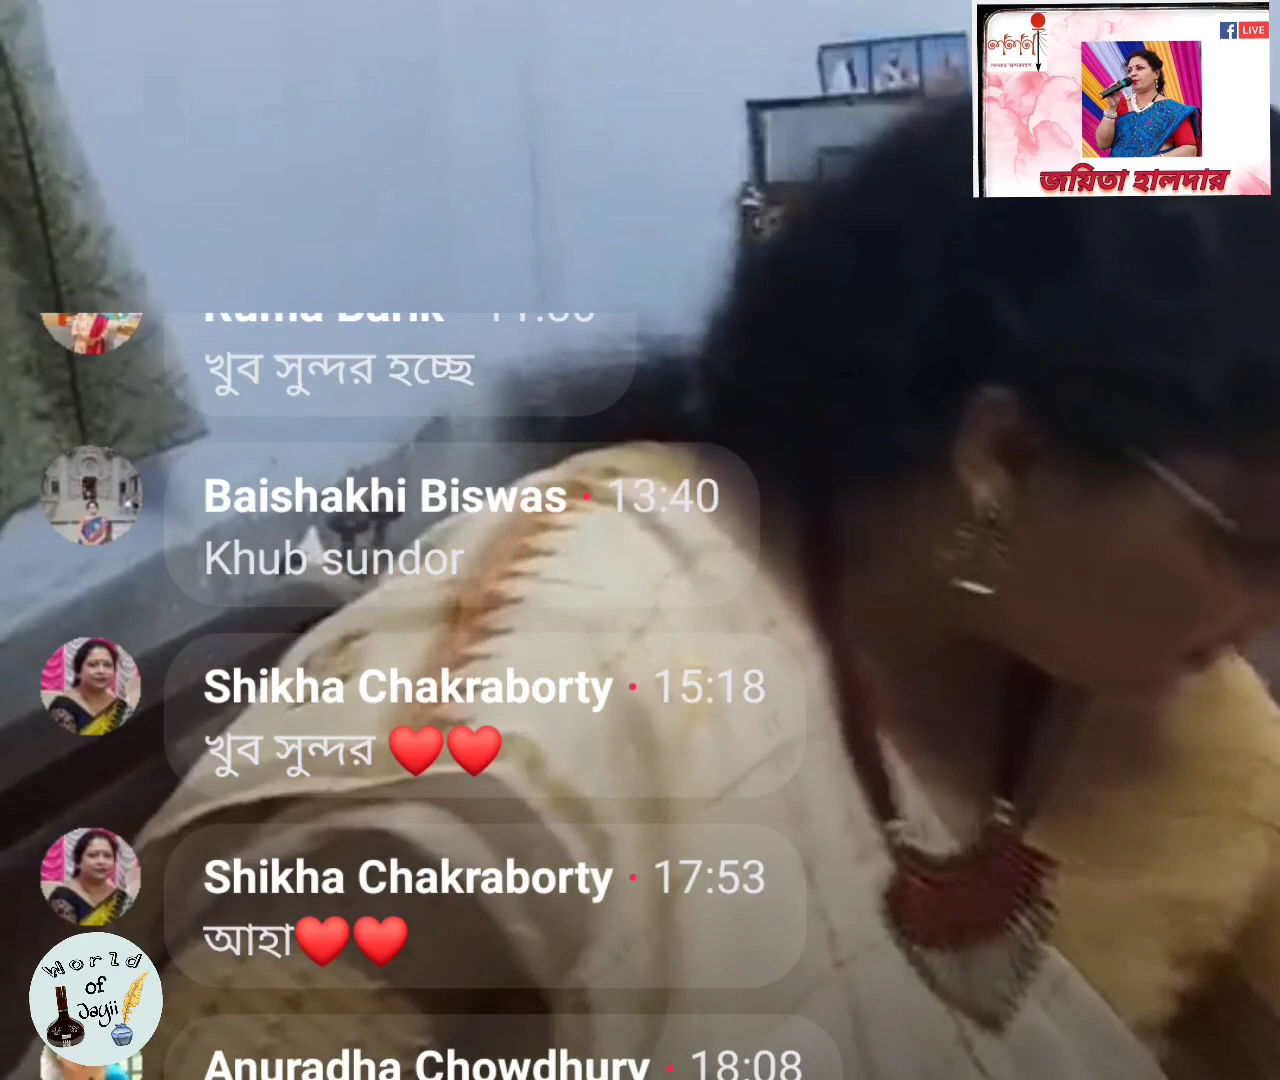 LIVE
জয়িতা হালদার
খুব সুন্দর হচ্ছে
Baishakhi Biswas · 13:40
Khub sundor
Shikha Chakraborty · 15:18
খুব সুন্দর ❤️❤️
Shikha Chakraborty · 17:53
আহা❤️❤️
World
of
Jayii
Anuradha Chowdhury · 18:08